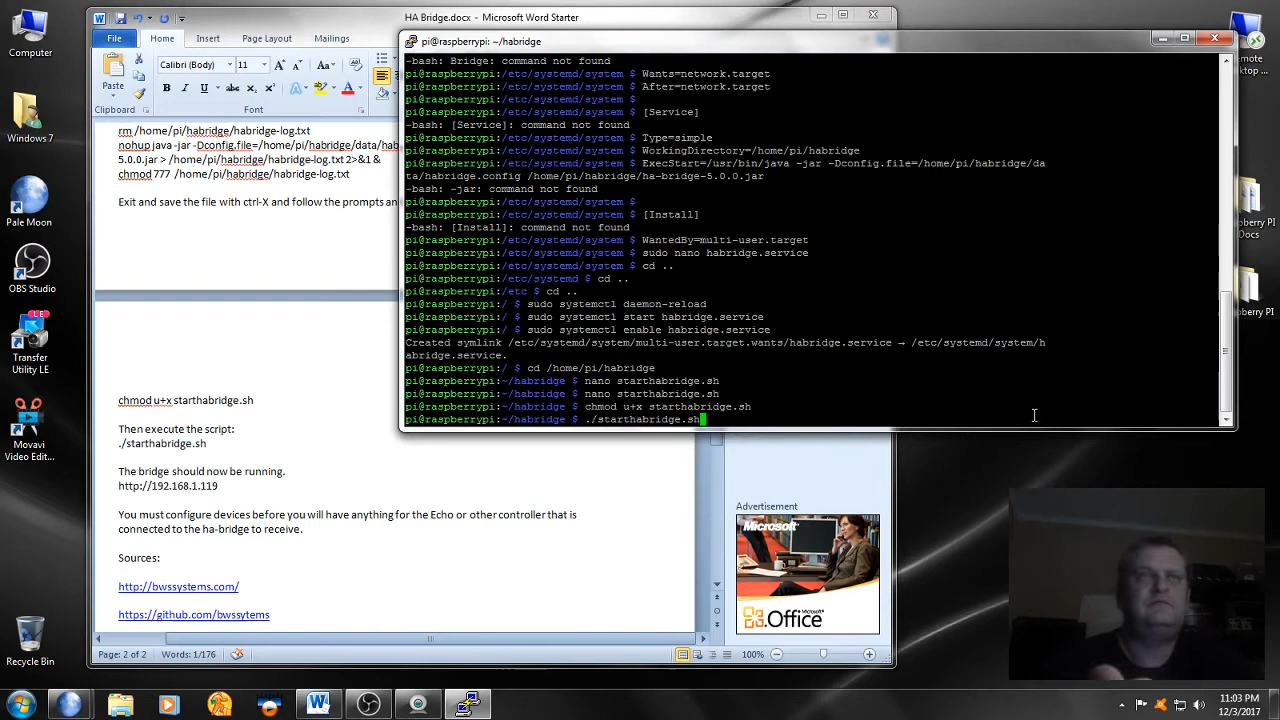 HA Bridge.docx - Microsoft Word Starter
File
Home
Insert
Page Layout
Mailings
Calibri (Body)
11
Paste
Clipboard
Font
rm /home/pi/habridge/habridge-log.txt
nohup java -jar -Dconfig.file=/home/pi/habridge/data/hab
5.0.0.jar > /home/pi/habridge/habridge-log.txt 2>&1 &
chmod 777 /home/pi/habridge/habridge-log.txt
Exit and save the file with ctrl-X and follow the prompts an
chmod u+x starthabridge.sh
Then execute the script:
./starthabridge.sh
The bridge should now be running.
http://192.168.1.119
You must configure devices before you will have anything for the Echo or other controller that is
connected to the ha-bridge to receive.
Sources:
http://bwssystems.com/
https://github.com/bwssytems
Page: 2 of 2
Words: 1/176
100%
Advertisement
Microsoft
Office
pi@raspberrypi: ~/habridge
-bash: Bridge: command not found
pi@raspberrypi:/etc/systemd/system $ Wants=network.target
pi@raspberrypi:/etc/systemd/system $ After=network.target
pi@raspberrypi:/etc/systemd/system $
pi@raspberrypi:/etc/systemd/system $ [Service]
-bash: [Service]: command not found
pi@raspberrypi:/etc/systemd/system $ Type=simple
pi@raspberrypi:/etc/systemd/system $ WorkingDirectory=/home/pi/habridge
pi@raspberrypi:/etc/systemd/system $ ExecStart=/usr/bin/java -jar -Dconfig.file=/home/pi/habridge/da
ta/habridge.config /home/pi/habridge/ha-bridge-5.0.0.jar
-bash: -jar: command not found
pi@raspberrypi:/etc/systemd/system $
pi@raspberrypi:/etc/systemd/system $ [Install]
-bash: [Install]: command not found
pi@raspberrypi:/etc/systemd/system $ WantedBy=multi-user.target
pi@raspberrypi:/etc/systemd/system $ sudo nano habridge.service
pi@raspberrypi:/etc/systemd/system $ cd ..
pi@raspberrypi:/etc/systemd $ cd ..
pi@raspberrypi:/etc $ cd ..
pi@raspberrypi:/ $ sudo systemctl daemon-reload
pi@raspberrypi:/ $ sudo systemctl start habridge.service
pi@raspberrypi:/ $ sudo systemctl enable habridge.service
Created symlink /etc/systemd/system/multi-user.target.wants/habridge.service → /etc/systemd/system/h
abridge.service.
pi@raspberrypi:/ $ cd /home/pi/habridge
pi@raspberrypi:~/habridge $ nano starthabridge.sh
pi@raspberrypi:~/habridge $ nano starthabridge.sh
pi@raspberrypi:~/habridge $ chmod u+x starthabridge.sh
pi@raspberrypi:~/habridge $ ./starthabridge.sh
Computer
Windows 7
Pale Moon
OBS Studio
LE
Transfer
Utility LE
Movavi
Video Edit...
Recycle Bin
emote
sktop ...
pberry Pi
Docs
pberry PI
11:03 PM
12/3/2017